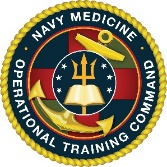 NAVY MEDICINE
OPERATIONAL TRAINING COMMAND